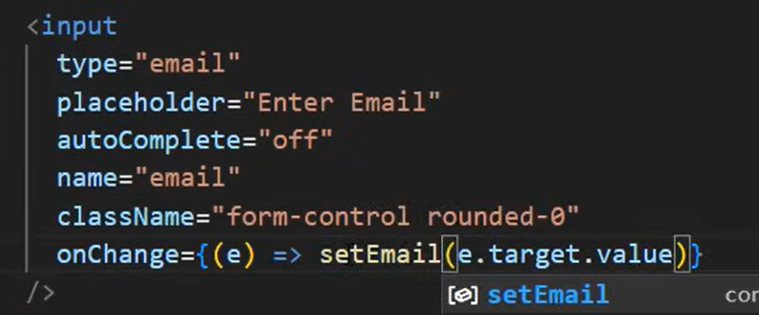 <input
type="email"
placeholder="Enter Email"
autoComplete="off"
name="email"
className="form-control rounded-0"
onChange={(e) => setEmail(e.target.value)}
/>
setEmail